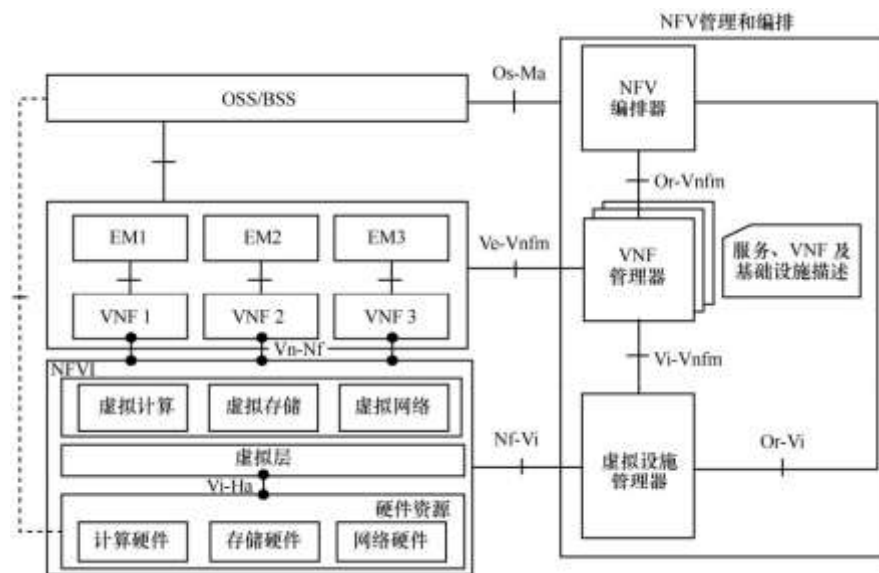 NFV管理和编排
OSS/BSS
Os-Ma
NFV
编排器
Or-Vnfm
EM1
EM2
EM3
Ve-Vnfm
VNF
管理器
服务、VNF 及
基础设施描述
VNF 1
VNF 2
VNF 3
Vn-Nf
NFVI
Vi-Vnfm
虚拟计算
虚拟存储
虚拟网络
Nf-Vi
虚拟设施
管理器
Or-Vi
虚拟层
Vi-Ha
硬件资源
计算硬件
存储硬件
网络硬件